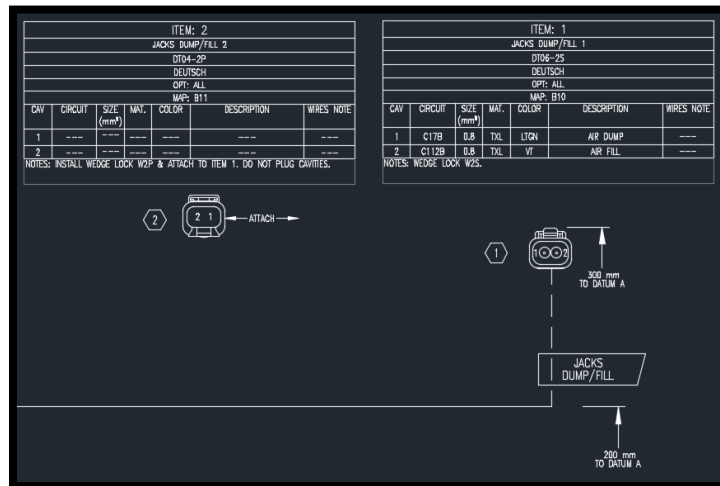 ITEM: 2
JACKS DUMP/FILL 2
DT04-2P
DEUTSCH
OPT: ALL
MAP: B11
CAV CIRCUIT SIZE (mm²) MAT. COLOR DESCRIPTION WIRES NOTE
1 --- --- --- --- --- ---
2 --- --- --- --- --- ---
NOTES: INSTALL WEDGE LOCK W2P & ATTACH TO ITEM 1. DO NOT PLUG CAVITIES.
ITEM: 1
JACKS DUMP/FILL 1
DT06-2S
DEUTSCH
OPT: ALL
MAP: B10
CAV CIRCUIT SIZE (mm²) MAT. COLOR DESCRIPTION WIRES NOTE
1 C17B 0.8 TXL LTGN AIR DUMP ---
2 C112B 0.8 TXL VT AIR FILL ---
NOTES: WEDGE LOCK W2S.
2
2 1
ATTACH
1
1 2
300 mm
TO DATUM A
JACKS
DUMP/FILL
200 mm
TO DATUM A